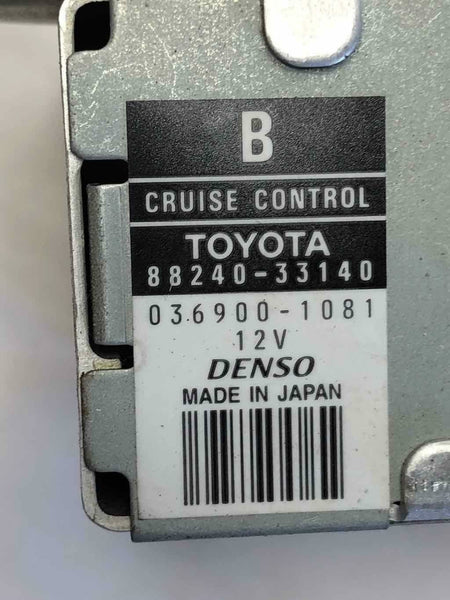 B
CRUISE CONTROL
TOYOTA
88240-33140
036900-1081
12V
DENSO
MADE IN JAPAN